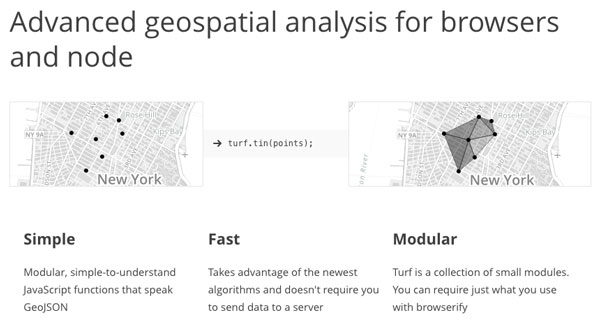 Advanced geospatial analysis for browsers
and node
Rose Hill
NY 9A
Kips Bay
New York
→ turf.tin(points);
Rose Hill
NY 9A
Kips Bay
New York
Simple
Modular, simple-to-understand
JavaScript functions that speak
GeoJSON
Fast
Takes advantage of the newest
algorithms and doesn't require you
to send data to a server
Modular
Turf is a collection of small modules.
You can require just what you use
with browserify